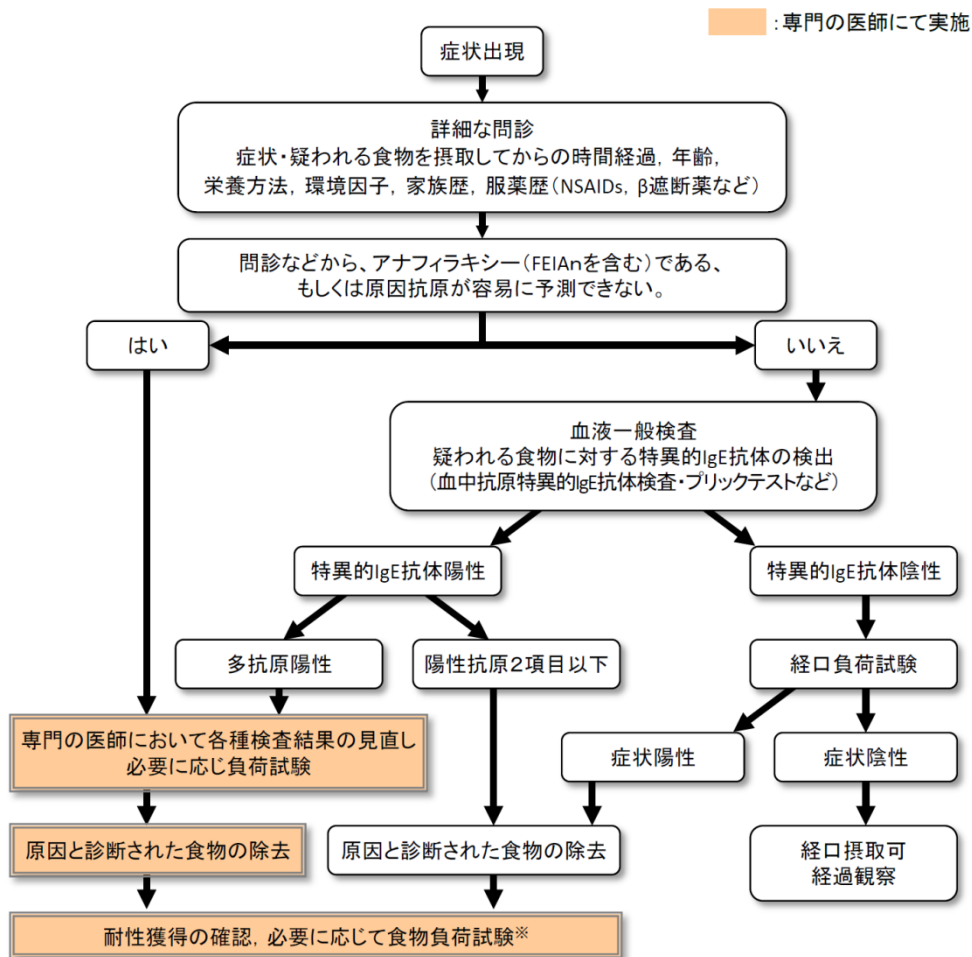 :専門の医師にて実施
症状出現
詳細な問診
症状・疑われる食物を摂取してからの時間経過, 年齢,
栄養方法, 環境因子, 家族歴, 服薬歴(NSAIDs, β遮断薬など)
問診などから、アナフィラキシー(FEIAnを含む)である、
もしくは原因抗原が容易に予測できない。
はい
いいえ
血液一般検査
疑われる食物に対する特異的IgE抗体の検出
(血中抗原特異的IgE抗体検査・プリックテストなど)
特異的IgE抗体陽性
特異的IgE抗体陰性
多抗原陽性
陽性抗原2項目以下
経口負荷試験
専門の医師において各種検査結果の見直し
必要に応じ負荷試験
症状陽性
症状陰性
原因と診断された食物の除去
原因と診断された食物の除去
経口摂取可
経過観察
耐性獲得の確認, 必要に応じて食物負荷試験※